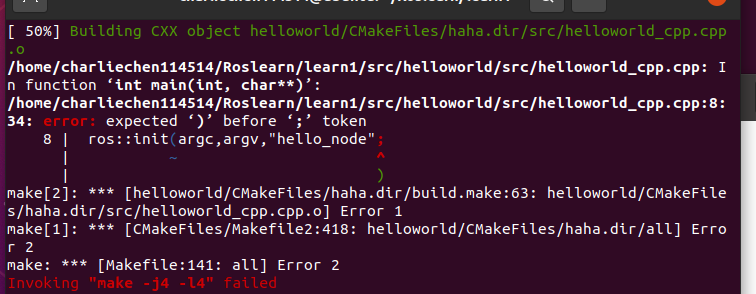 [ 50%] Building CXX object helloworld/CMakeFiles/haha.dir/src/helloworld_cpp.cpp
.o
/home/charliechen114514/Roslearn/learn1/src/helloworld/src/helloworld_cpp.cpp: I
n function ‘int main(int, char**)’:
/home/charliechen114514/Roslearn/learn1/src/helloworld/src/helloworld_cpp.cpp:8:
34: error: expected ‘)’ before ‘;’ token
    8 |  ros::init(argc,argv,"hello_node";
      |           ~                      ^
      |                                  )
make[2]: *** [helloworld/CMakeFiles/haha.dir/build.make:63: helloworld/CMakeFile
s/haha.dir/src/helloworld_cpp.cpp.o] Error 1
make[1]: *** [CMakeFiles/Makefile2:418: helloworld/CMakeFiles/haha.dir/all] Erro
r 2
make: *** [Makefile:141: all] Error 2
Invoking "make -j4 -l4" failed